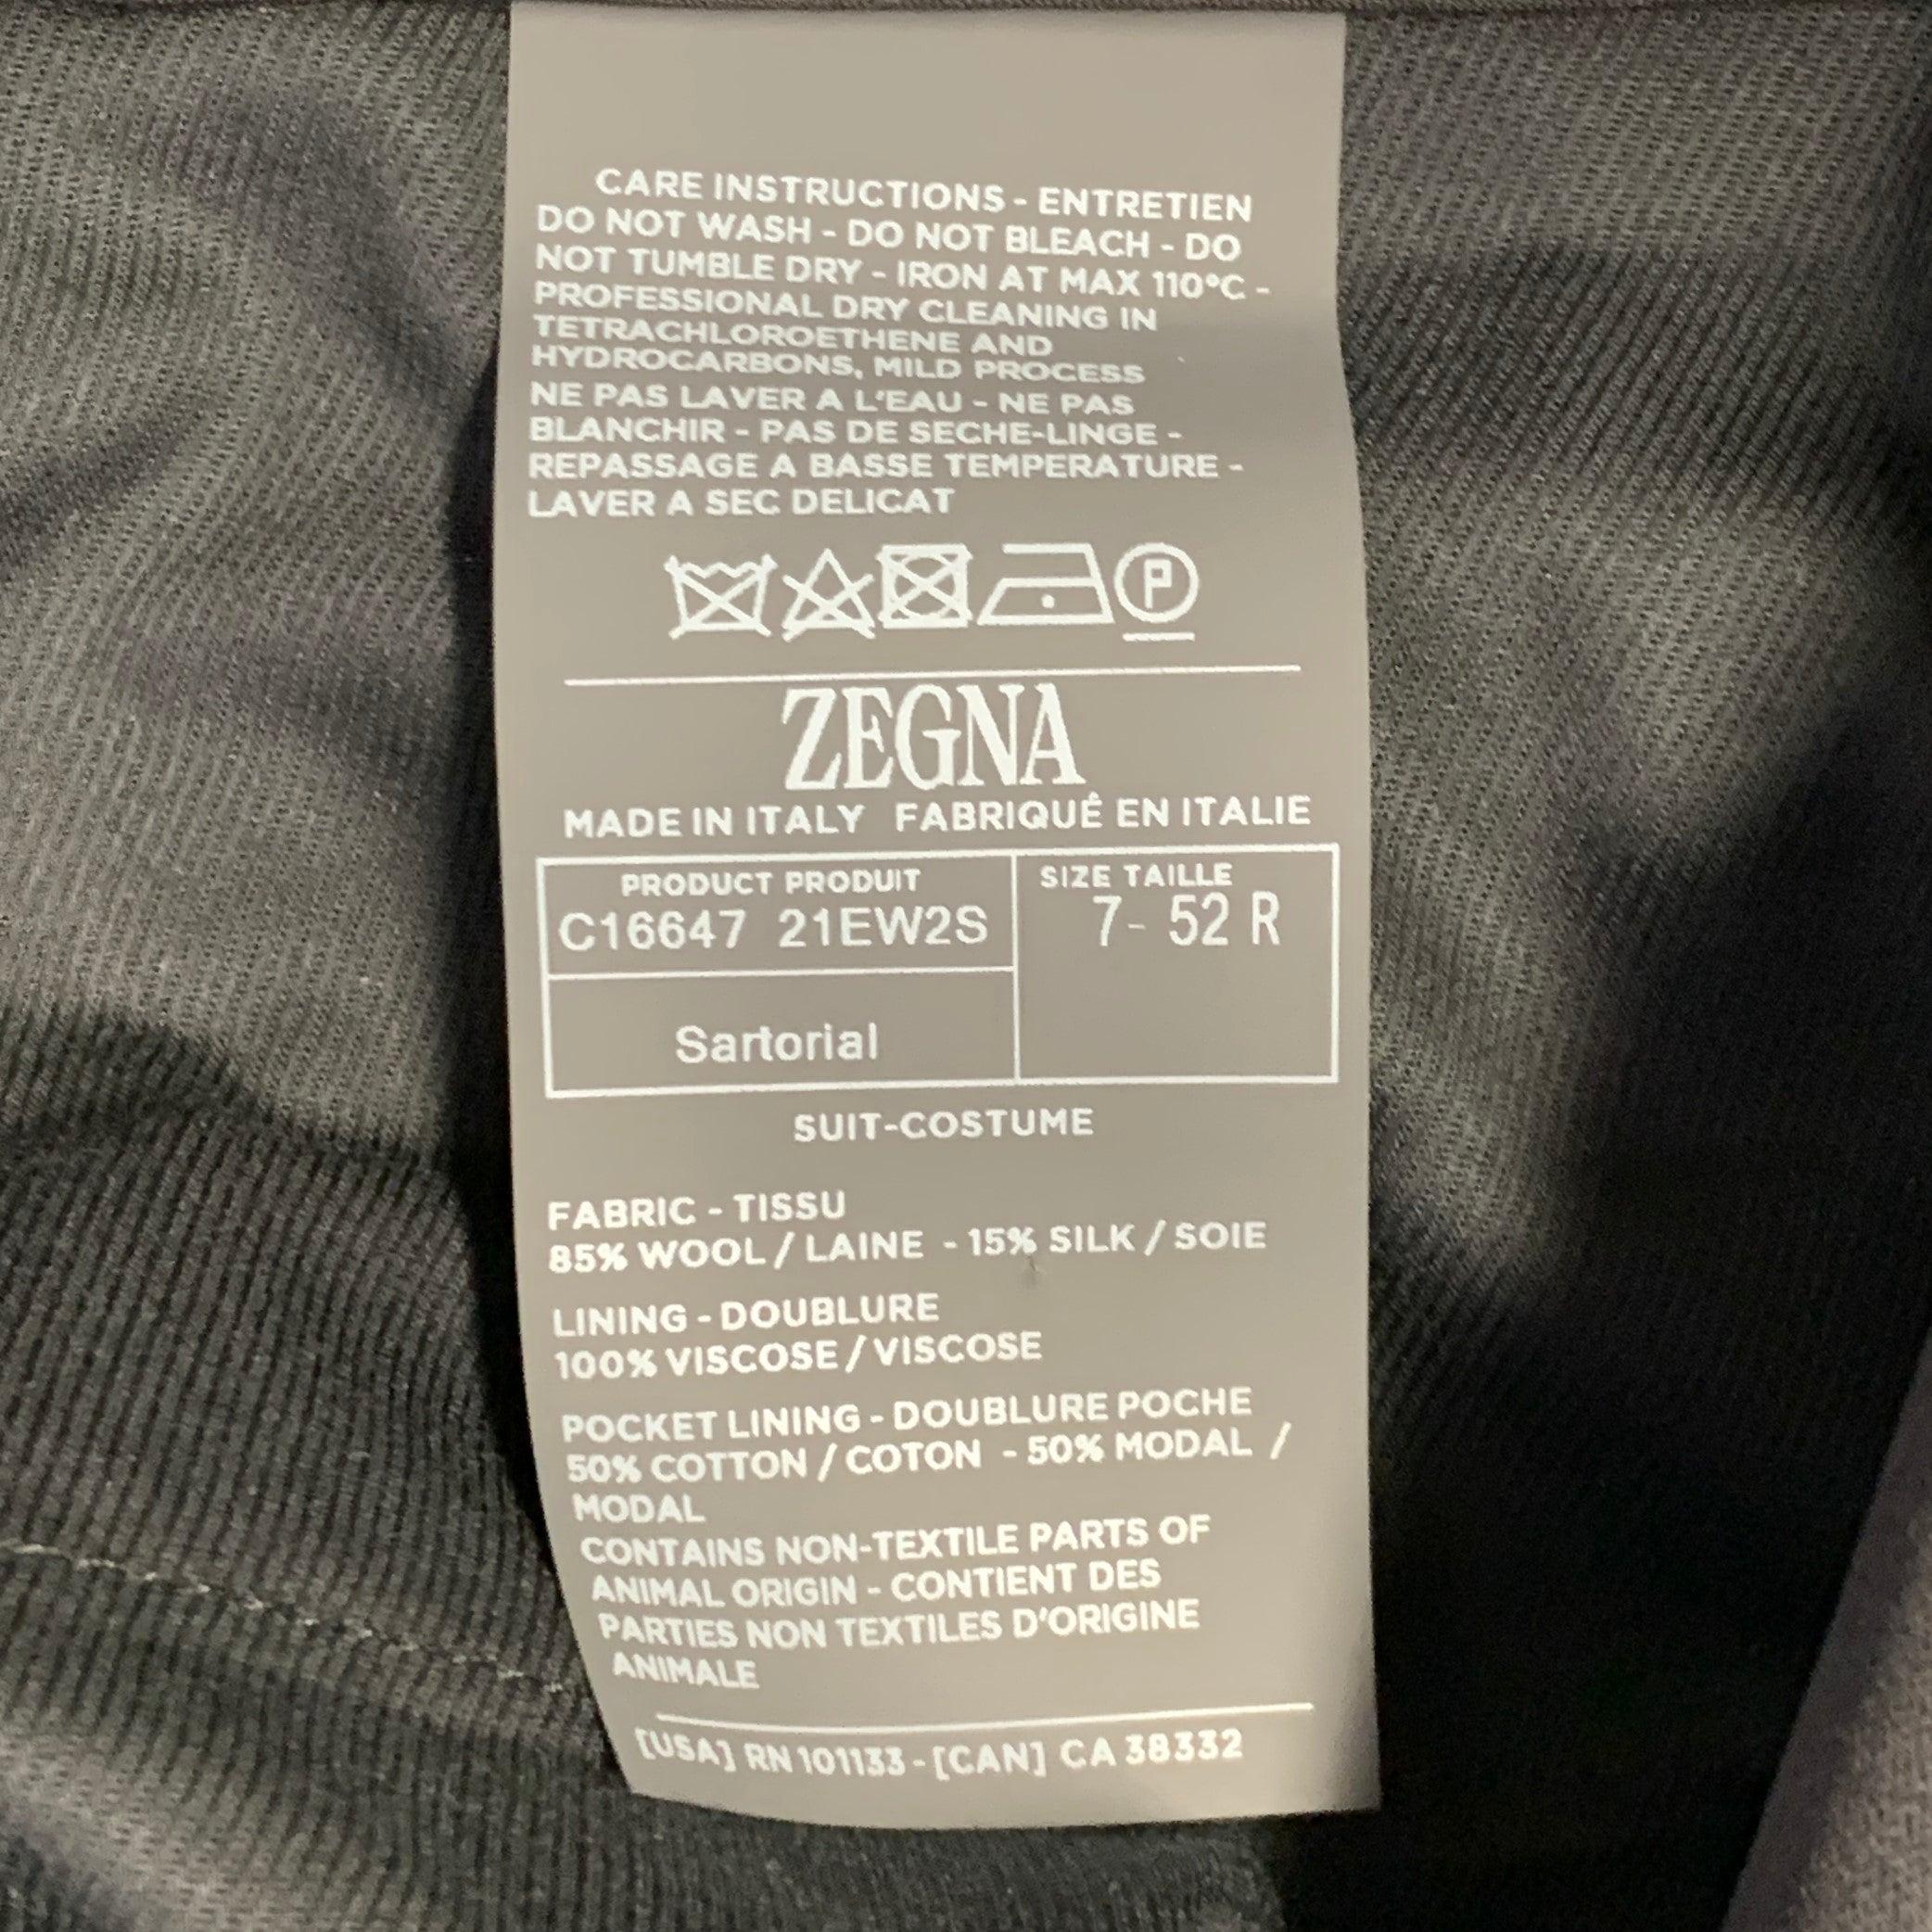 CARE INSTRUCTIONS - ENTRETIEN
DO NOT WASH - DO NOT BLEACH - DO
NOT TUMBLE DRY - IRON AT MAX 110°C -
PROFESSIONAL DRY CLEANING IN
TETRACHLOROETHENE AND
HYDROCARBONS, MILD PROCESS
NE PAS LAVER A L'EAU - NE PAS
BLANCHIR - PAS DE SECHE-LINGE -
REPASSAGE A BASSE TEMPERATURE -
LAVER A SEC DELICAT
P
ZEGNA
MADE IN ITALY FABRIQUÉ EN ITALIE
PRODUCT PRODUIT
C16647 21EW2S
SIZE TAILLE
7- 52 R
Sartorial
SUIT-COSTUME
FABRIC - TISSU
85% WOOL / LAINE - 15% SILK / SOIE
LINING - DOUBLURE
100% VISCOSE / VISCOSE
POCKET LINING - DOUBLURE POCHE
50% COTTON / COTON - 50% MODAL /
MODAL
CONTAINS NON-TEXTILE PARTS OF
ANIMAL ORIGIN - CONTIENT DES
PARTIES NON TEXTILES D'ORIGINE
ANIMALE
[USA] RN 101133 - [CAN] CA 38332